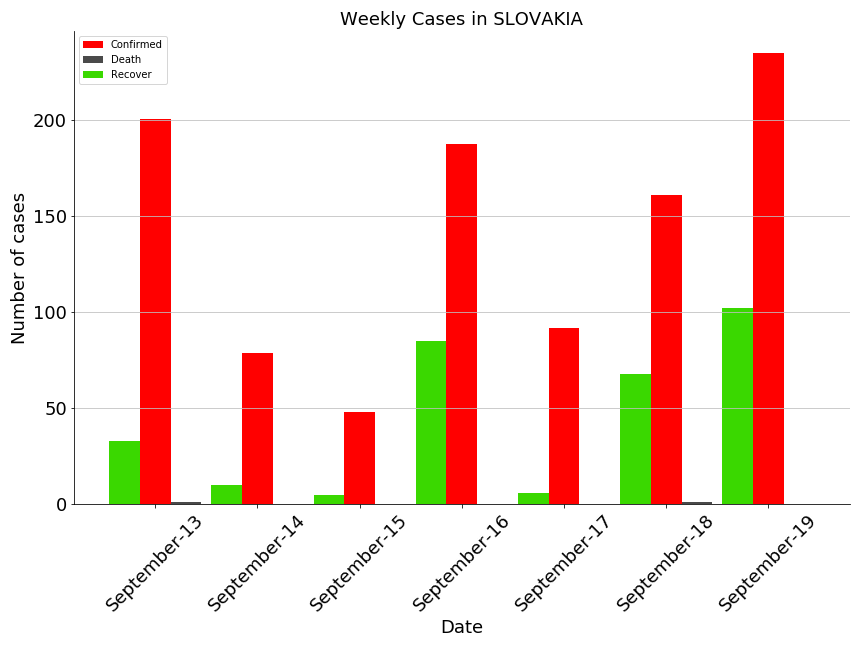 Weekly Cases in SLOVAKIA
Confirmed
Death
Recover
Number of cases
200
150
100
50
0
September-13
September-14
September-15
September-16
September-17
September-18
September-19
Date